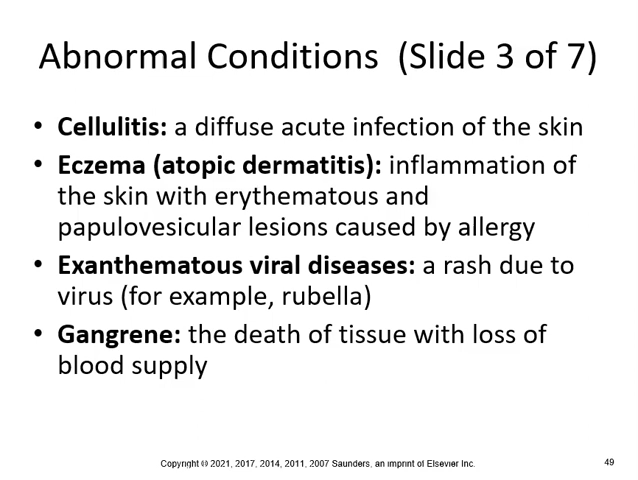 Abnormal Conditions (Slide 3 of 7)
• Cellulitis: a diffuse acute infection of the skin
• Eczema (atopic dermatitis): inflammation of
the skin with erythematous and
papulovesicular lesions caused by allergy
• Exanthematous viral diseases: a rash due to
virus (for example, rubella)
• Gangrene: the death of tissue with loss of
blood supply
Copyright © 2021, 2017, 2014, 2011, 2007 Saunders, an imprint of Elsevier Inc.
49